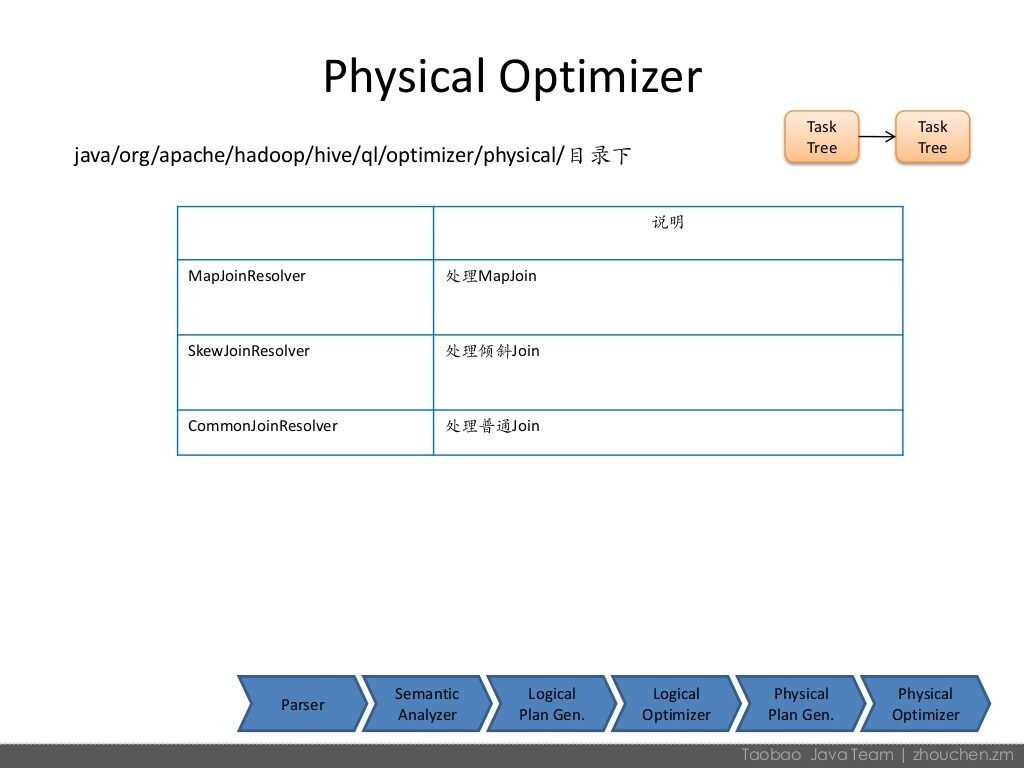 Physical Optimizer
java/org/apache/hadoop/hive/ql/optimizer/physical/目录下
Task
Tree
Task
Tree
说明
MapJoinResolver
处理MapJoin
SkewJoinResolver
处理倾斜Join
CommonJoinResolver
处理普通Join
Parser
Semantic
Analyzer
Logical
Plan Gen.
Logical
Optimizer
Physical
Plan Gen.
Physical
Optimizer
Taobao Java Team | zhouchen.zm